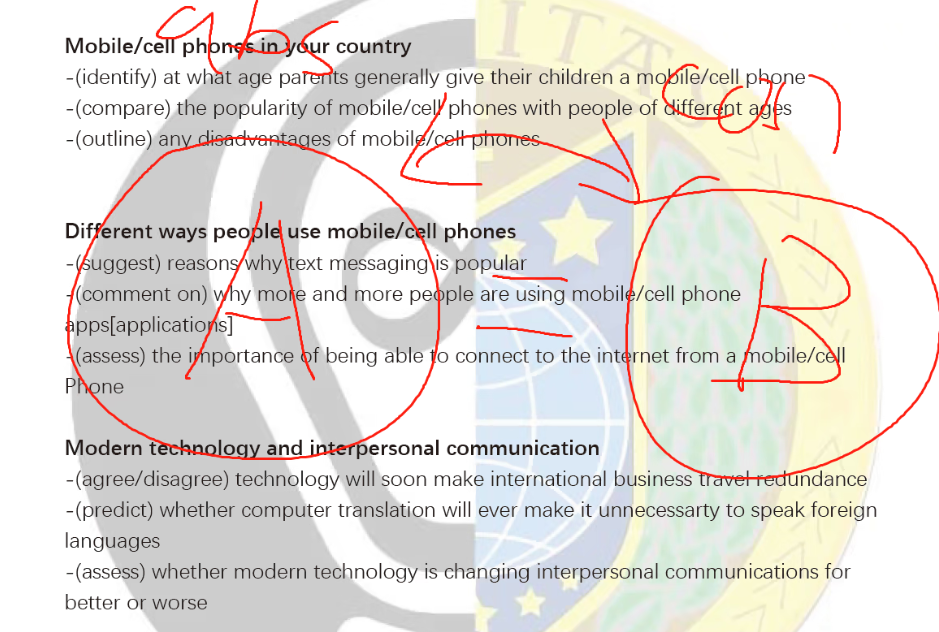 abs
Mobile/cell phones in your country
-(identify) at what age parents generally give their children a mobile/cell phone
-(compare) the popularity of mobile/cell phones with people of different ages
-(outline) any disadvantages of mobile/cell phones
can
Different ways people use mobile/cell phones
-(suggest) reasons why text messaging is popular
-(comment on) why more and more people are using mobile/cell phone
apps[applications]
-(assess) the importance of being able to connect to the internet from a mobile/cell
Phone
A = B
Modern technology and interpersonal communication
-(agree/disagree) technology will soon make international business travel redundance
-(predict) whether computer translation will ever make it unnecessarty to speak foreign
languages
-(assess) whether modern technology is changing interpersonal communications for
better or worse